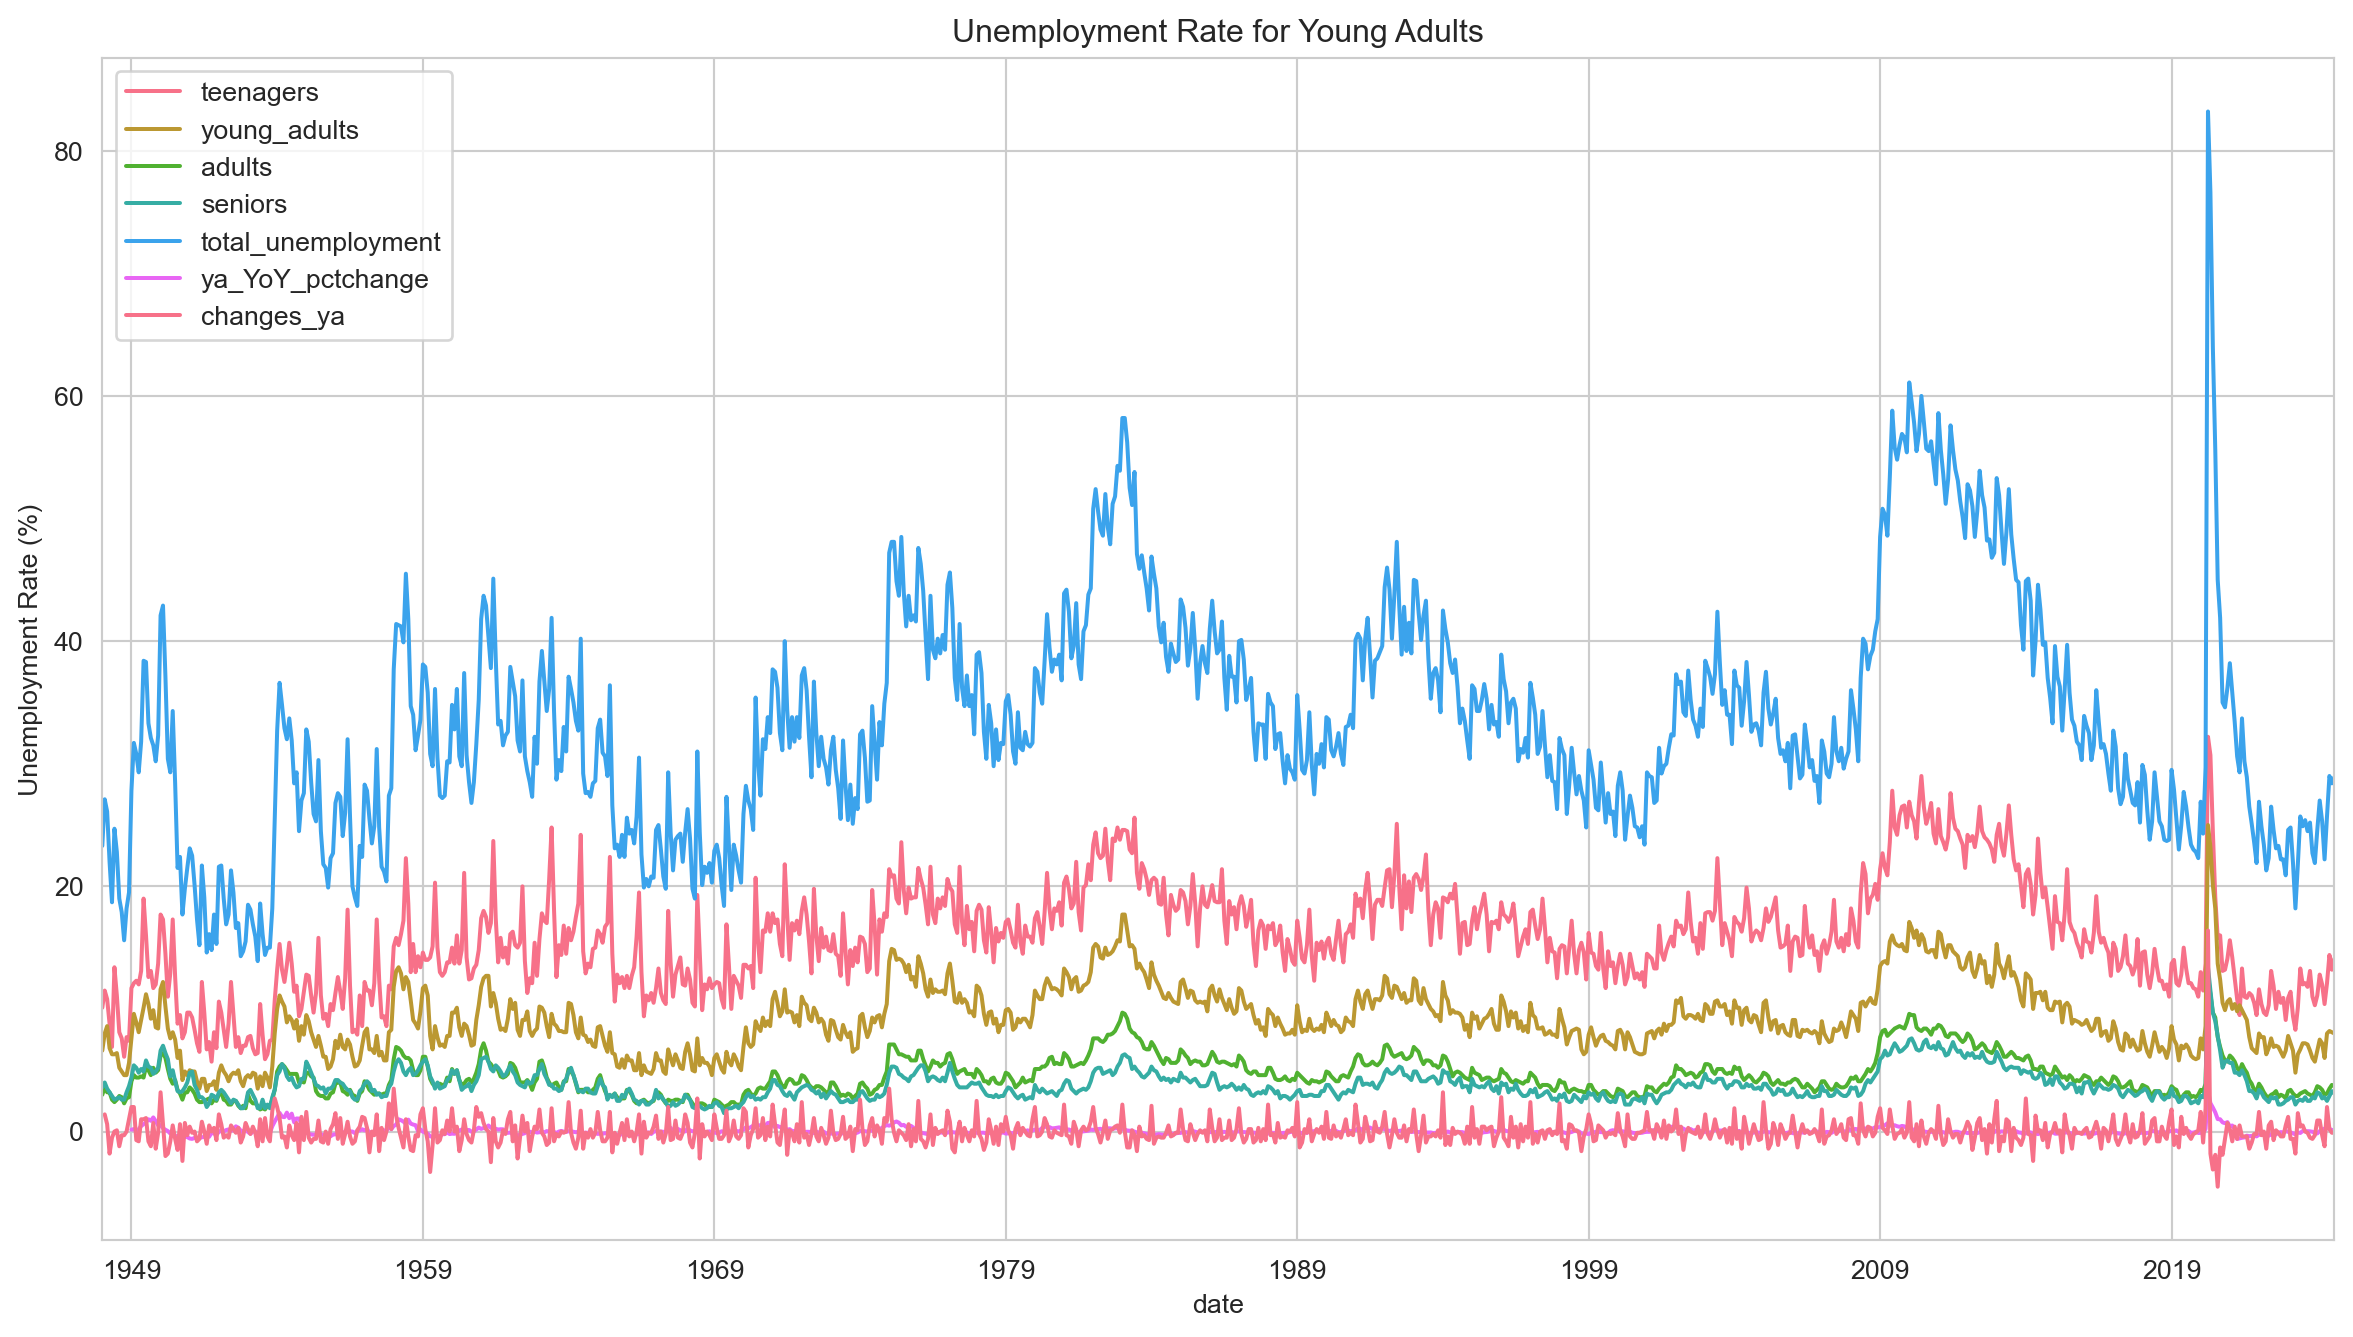 Unemployment Rate for Young Adults
teenagers
young_adults
adults
seniors
total_unemployment
ya_YoY_pctchange
changes_ya
Unemployment Rate (%)
80
60
40
20
0
1949
1959
1969
1979
1989
1999
2009
2019
date